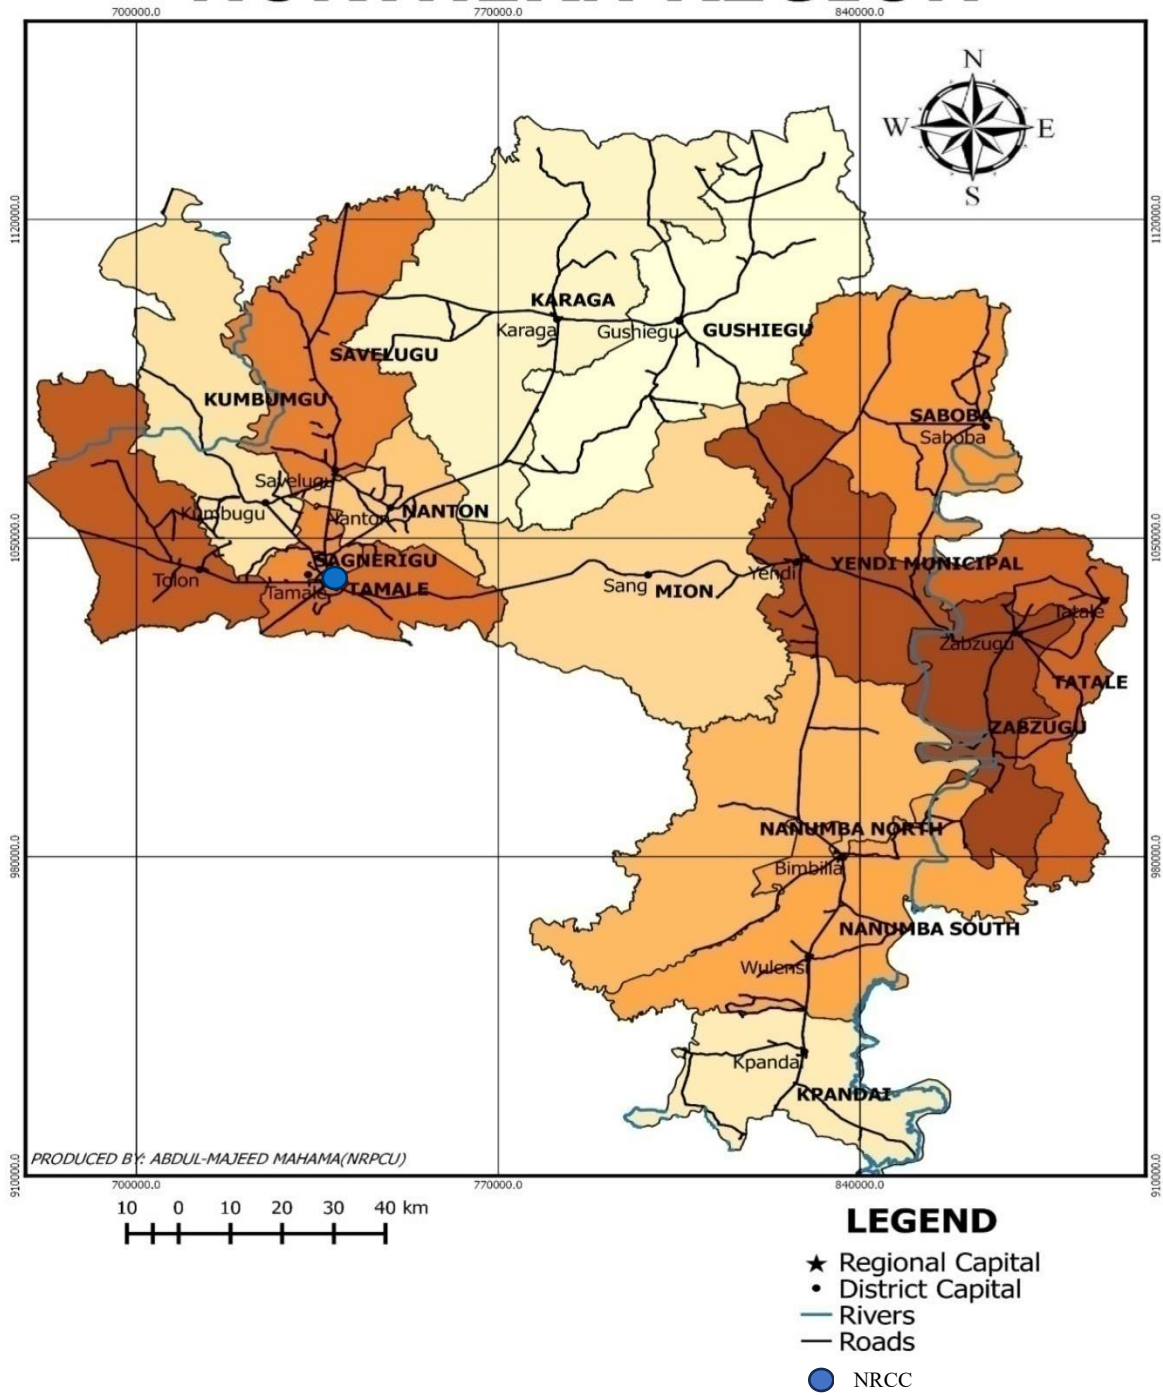 700000.0 770000.0 840000.0
N
W E
S
1120000.0 1120000.0
KARAGA
Karaga Gushiegu GUSHIEGU
SAVELUGU
KUMBUMGU
SABOBA
Saboba
Savelugu
Kumbugu Nanton NANTON
1050000.0 1050000.0
SAGNERIGU YENDI MUNICIPAL
Tolon Tamale TAMALE Sang MION Yendi
Tatale
Zabzugu
TATALE
ZABZUGU
NANUMBA NORTH
980000.0 980000.0
Bimbilla
NANUMBA SOUTH
Wulensi
Kpandai
KPANDAI
PRODUCED BY: ABDUL-MAJEED MAHAMA(NRPCU)
910000.0 910000.0
700000.0 770000.0 840000.0
10 0 10 20 30 40 km
LEGEND
Regional Capital
District Capital
Rivers
Roads
NRCC